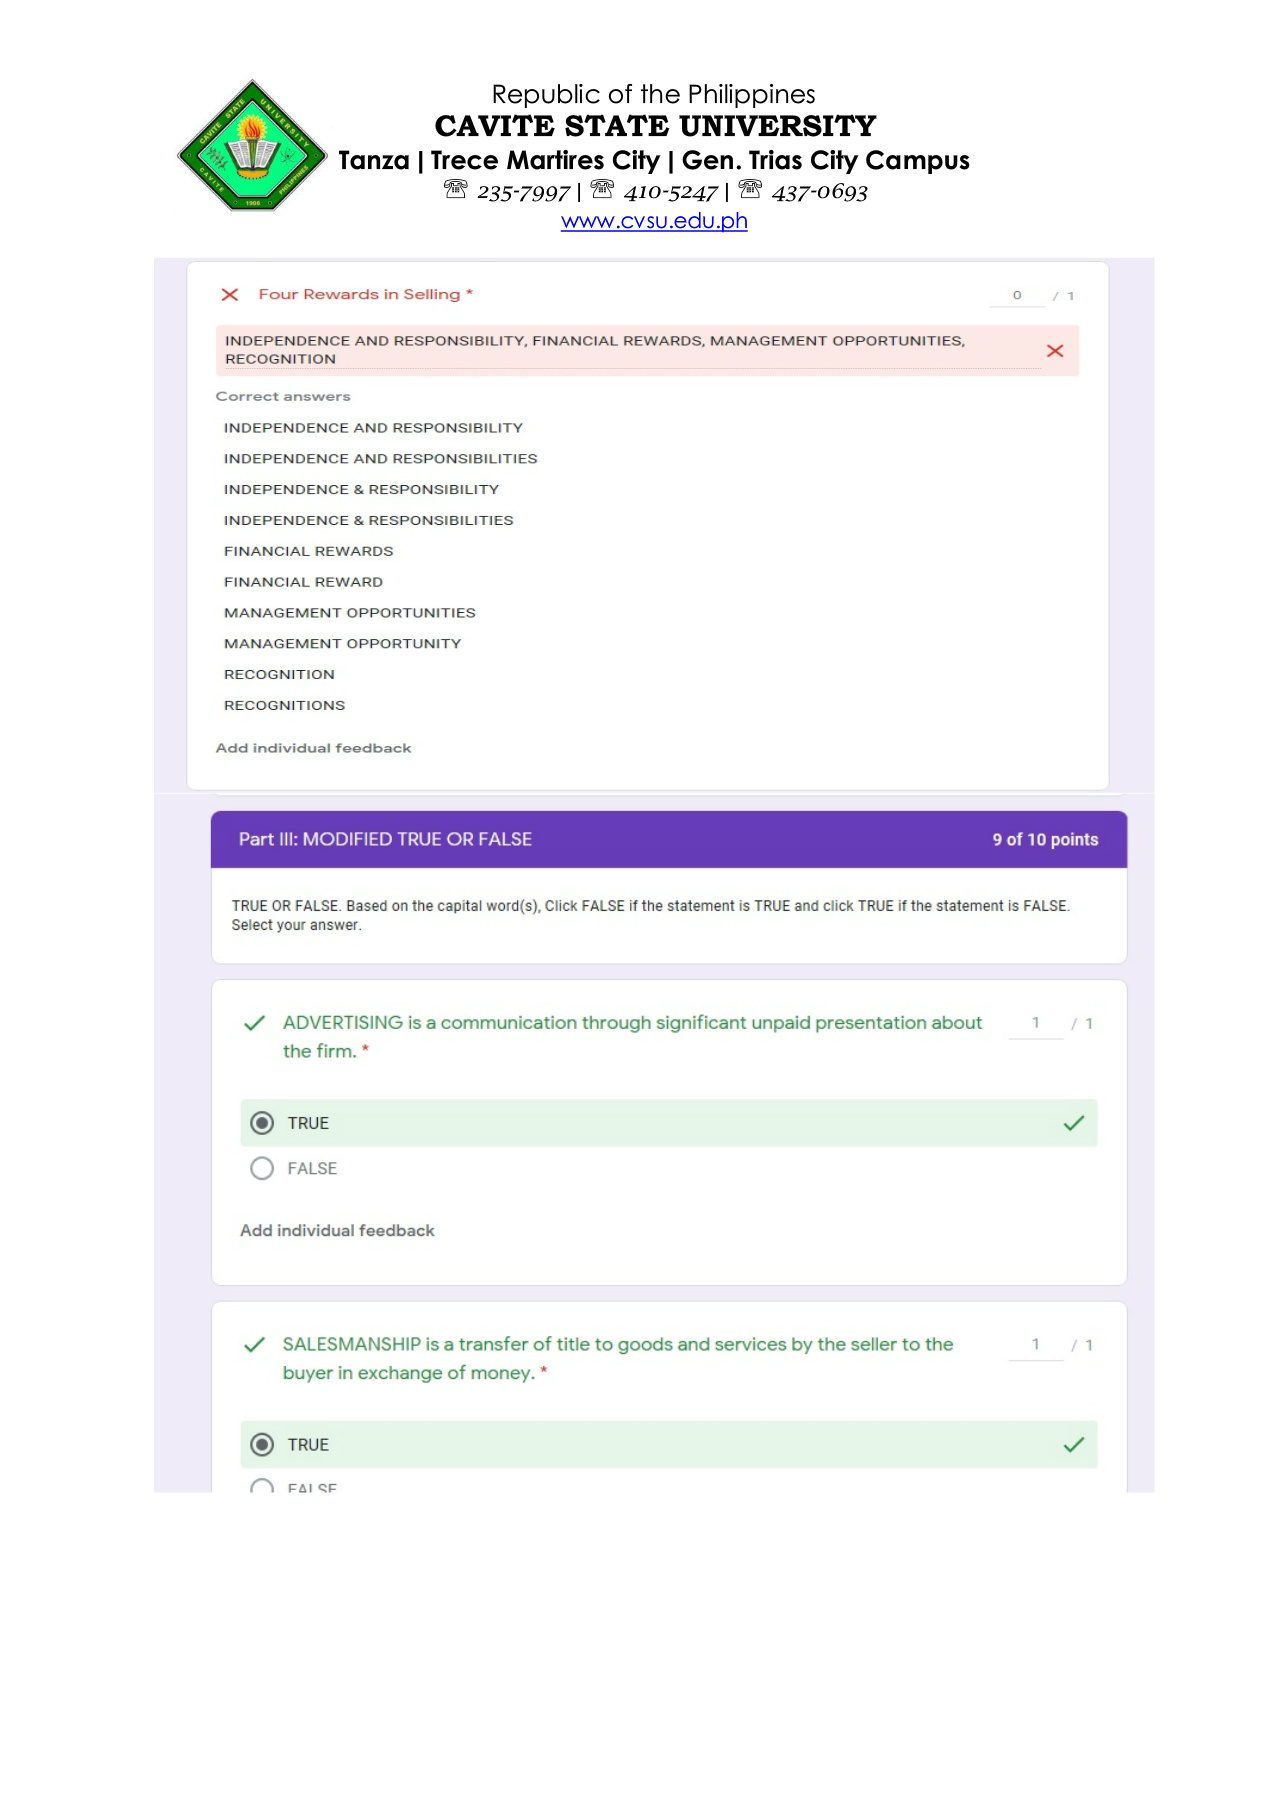 Republic of the Philippines
CAVITE STATE UNIVERSITY
Tanza | Trece Martires City | Gen. Trias City Campus
☏ 235-7997 | ☏ 410-5247 | ☏ 437-0693
www.cvsu.edu.ph
CAVITE STATE UNIVERSITY
CAVITE PHILIPPINES
1906
Four Rewards in Selling *
0 / 1
INDEPENDENCE AND RESPONSIBILITY, FINANCIAL REWARDS, MANAGEMENT OPPORTUNITIES,
RECOGNITION
Correct answers
INDEPENDENCE AND RESPONSIBILITY
INDEPENDENCE AND RESPONSIBILITIES
INDEPENDENCE & RESPONSIBILITY
INDEPENDENCE & RESPONSIBILITIES
FINANCIAL REWARDS
FINANCIAL REWARD
MANAGEMENT OPPORTUNITIES
MANAGEMENT OPPORTUNITY
RECOGNITION
RECOGNITIONS
Add individual feedback
Part III: MODIFIED TRUE OR FALSE
9 of 10 points
TRUE OR FALSE. Based on the capital word(s), Click FALSE if the statement is TRUE and click TRUE if the statement is FALSE.
Select your answer.
ADVERTISING is a communication through significant unpaid presentation about
the firm. *
1 / 1
TRUE
FALSE
Add individual feedback
SALESMANSHIP is a transfer of title to goods and services by the seller to the
buyer in exchange of money. *
1 / 1
TRUE
FALSE